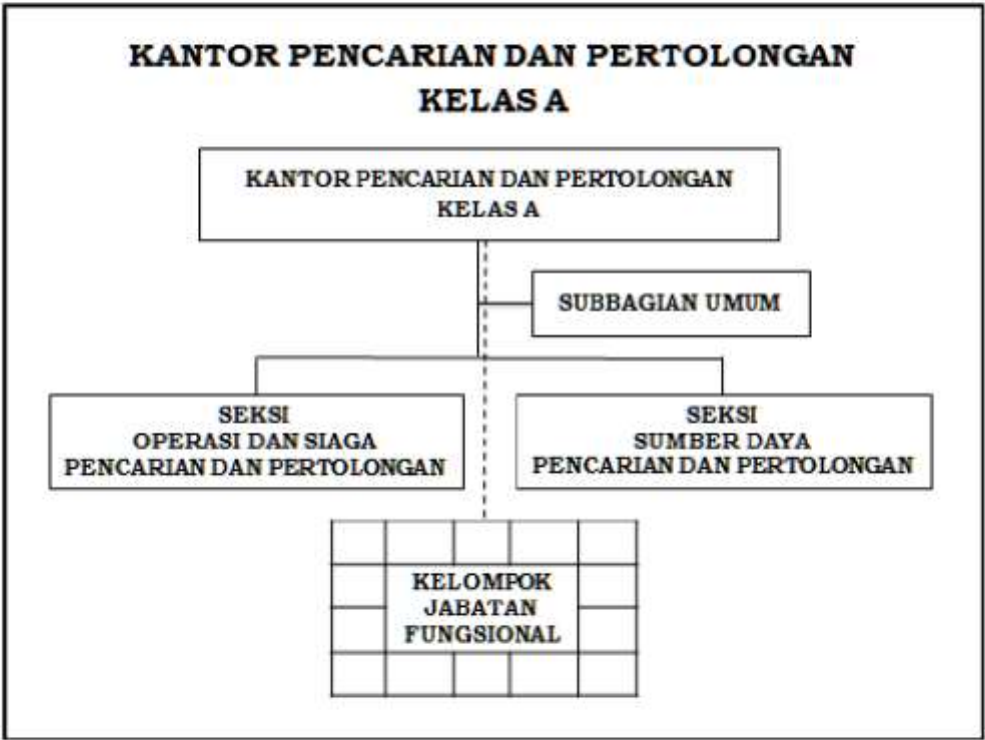 KANTOR PENCARIAN DAN PERTOLONGAN
KELAS A
KANTOR PENCARIAN DAN PERTOLONGAN
KELAS A
SUBBAGIAN UMUM
SEKSI
OPERASI DAN SIAGA
PENCARIAN DAN PERTOLONGAN
SEKSI
SUMBER DAYA
PENCARIAN DAN PERTOLONGAN
KELOMPOK
JABATAN
FUNGSIONAL